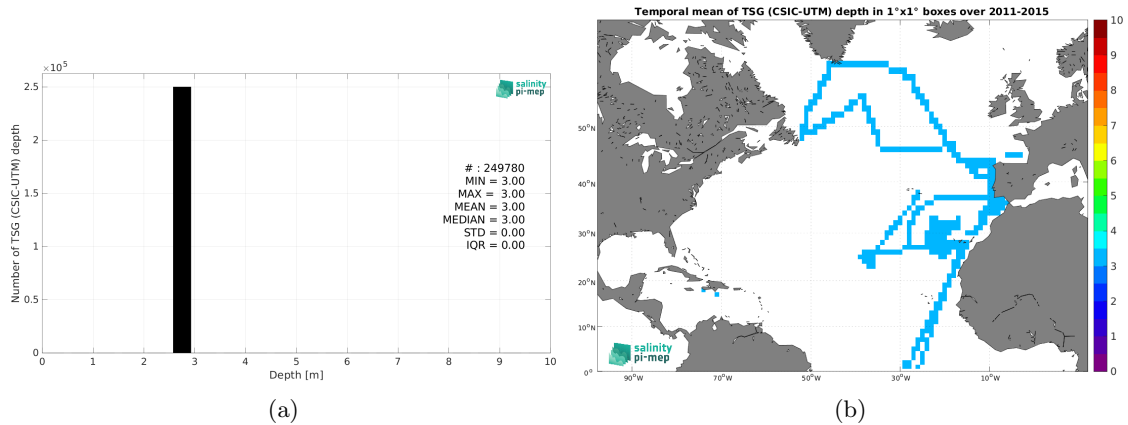 ×10⁵
2.5
2
1.5
1
0.5
0
Number of TSG (CSIC-UTM) depth
salinity
pi-mep
# : 249780
MIN = 3.00
MAX = 3.00
MEAN = 3.00
MEDIAN = 3.00
STD = 0.00
IQR = 0.00
0 1 2 3 4 5 6 7 8 9 10
Depth [m]
(a)
Temporal mean of TSG (CSIC-UTM) depth in 1°x1° boxes over 2011-2015
50°N
40°N
30°N
20°N
10°N
0°
salinity
pi-mep
90°W 70°W 50°W 30°W 10°W
10
9
8
7
6
5
4
3
2
1
0
(b)